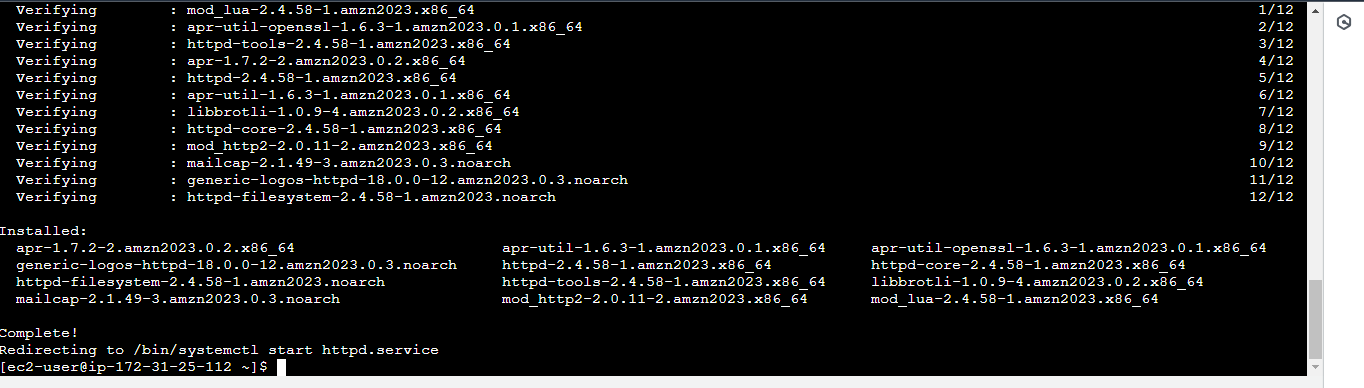 Verifying : mod_lua-2.4.58-1.amzn2023.x86_64 1/12
Verifying : apr-util-openssl-1.6.3-1.amzn2023.0.1.x86_64 2/12
Verifying : httpd-tools-2.4.58-1.amzn2023.x86_64 3/12
Verifying : apr-1.7.2-2.amzn2023.0.2.x86_64 4/12
Verifying : httpd-2.4.58-1.amzn2023.x86_64 5/12
Verifying : apr-util-1.6.3-1.amzn2023.0.1.x86_64 6/12
Verifying : libbrotli-1.0.9-4.amzn2023.0.2.x86_64 7/12
Verifying : httpd-core-2.4.58-1.amzn2023.x86_64 8/12
Verifying : mod_http2-2.0.11-2.amzn2023.x86_64 9/12
Verifying : mailcap-2.1.49-3.amzn2023.0.3.noarch 10/12
Verifying : generic-logos-httpd-18.0.0-12.amzn2023.0.3.noarch 11/12
Verifying : httpd-filesystem-2.4.58-1.amzn2023.noarch 12/12
Installed:
apr-1.7.2-2.amzn2023.0.2.x86_64 apr-util-1.6.3-1.amzn2023.0.1.x86_64 apr-util-openssl-1.6.3-1.amzn2023.0.1.x86_64
generic-logos-httpd-18.0.0-12.amzn2023.0.3.noarch httpd-2.4.58-1.amzn2023.x86_64 httpd-core-2.4.58-1.amzn2023.x86_64
httpd-filesystem-2.4.58-1.amzn2023.noarch httpd-tools-2.4.58-1.amzn2023.x86_64 libbrotli-1.0.9-4.amzn2023.0.2.x86_64
mailcap-2.1.49-3.amzn2023.0.3.noarch mod_http2-2.0.11-2.amzn2023.x86_64 mod_lua-2.4.58-1.amzn2023.x86_64
Complete!
Redirecting to /bin/systemctl start httpd.service
[ec2-user@ip-172-31-25-112 ~]$